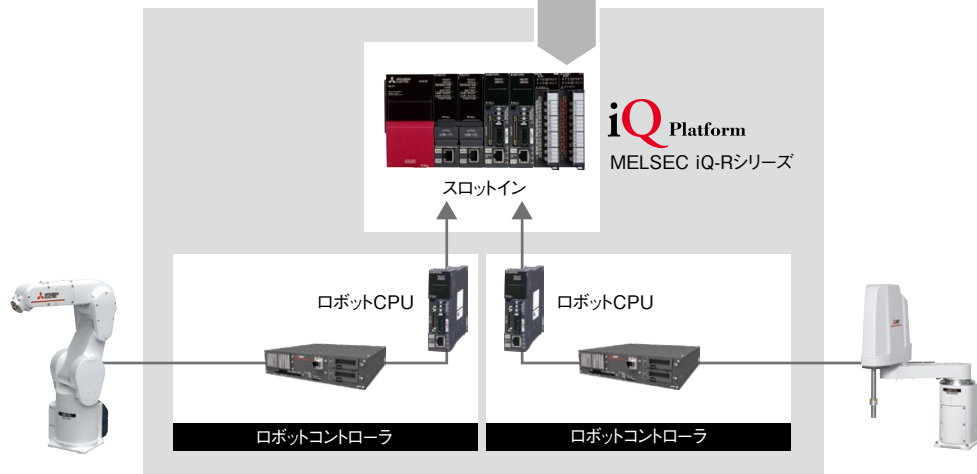 iQ Platform
MELSEC iQ-Rシリーズ
スロットイン
ロボットCPU
ロボットCPU
ロボットコントローラ
ロボットコントローラ